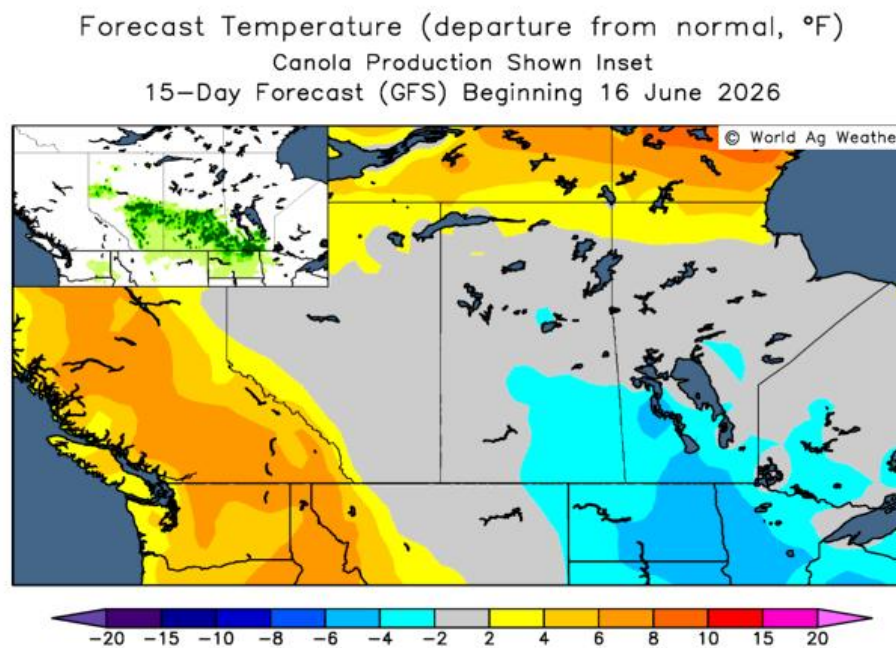 Forecast Temperature (departure from normal, °F)
Canola Production Shown Inset
15-Day Forecast (GFS) Beginning 16 June 2026
© World Ag Weathe
-20 -15 -10 -8 -6 -4 -2 2 4 6 8 10 15 20